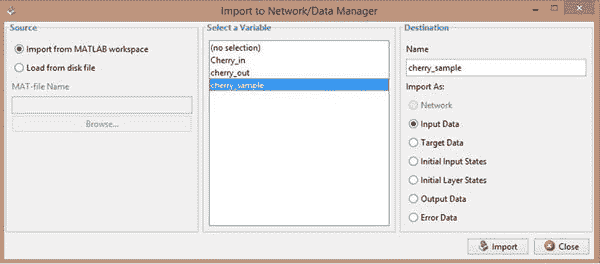 Import to Network/Data Manager
Source
Import from MATLAB workspace
Load from disk file
MAT-file Name
Browse...
Select a Variable
(no selection)
Cherry_in
cherry_out
cherry_sample
Destination
Name
cherry_sample
Import As:
Network
Input Data
Target Data
Initial Input States
Initial Layer States
Output Data
Error Data
Import
Close